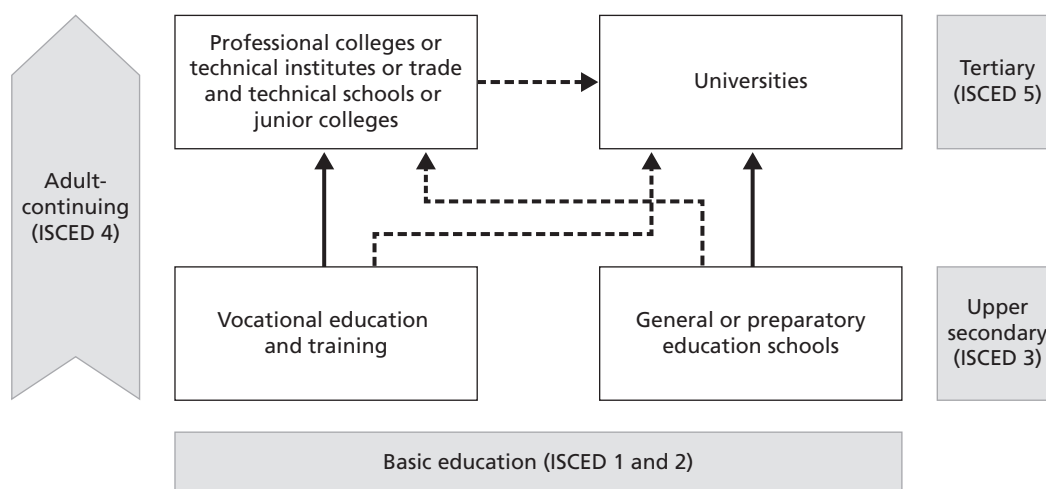 Professional colleges or
technical institutes or trade
and technical schools or
junior colleges
Universities
Tertiary
(ISCED 5)
Adult-
continuing
(ISCED 4)
Vocational education
and training
General or preparatory
education schools
Upper
secondary
(ISCED 3)
Basic education (ISCED 1 and 2)